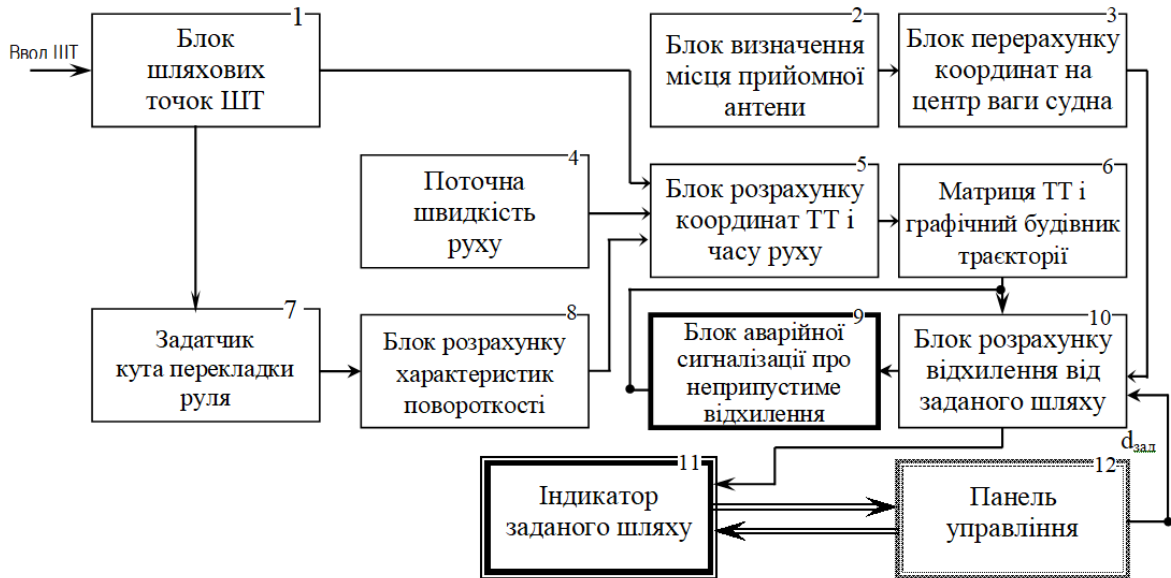 Ввол ШТ
1
Блок
шляхових
точок ШТ
2
Блок визначення
місця прийомної
антени
3
Блок перерахунку
координат на
центр ваги судна
4
Поточна
швидкість
руху
5
Блок розрахунку
координат ТТ і
часу руху
6
Матриця ТТ і
графічний будівник
траєкторії
7
Задатчик
кута перекладки
руля
8
Блок розрахунку
характеристик
повороткості
9
Блок аварійної
сигналізації про
неприпустиме
відхилення
10
Блок розрахунку
відхилення від
заданого шляху
dзад
11
Індикатор
заданого шляху
12
Панель
управління